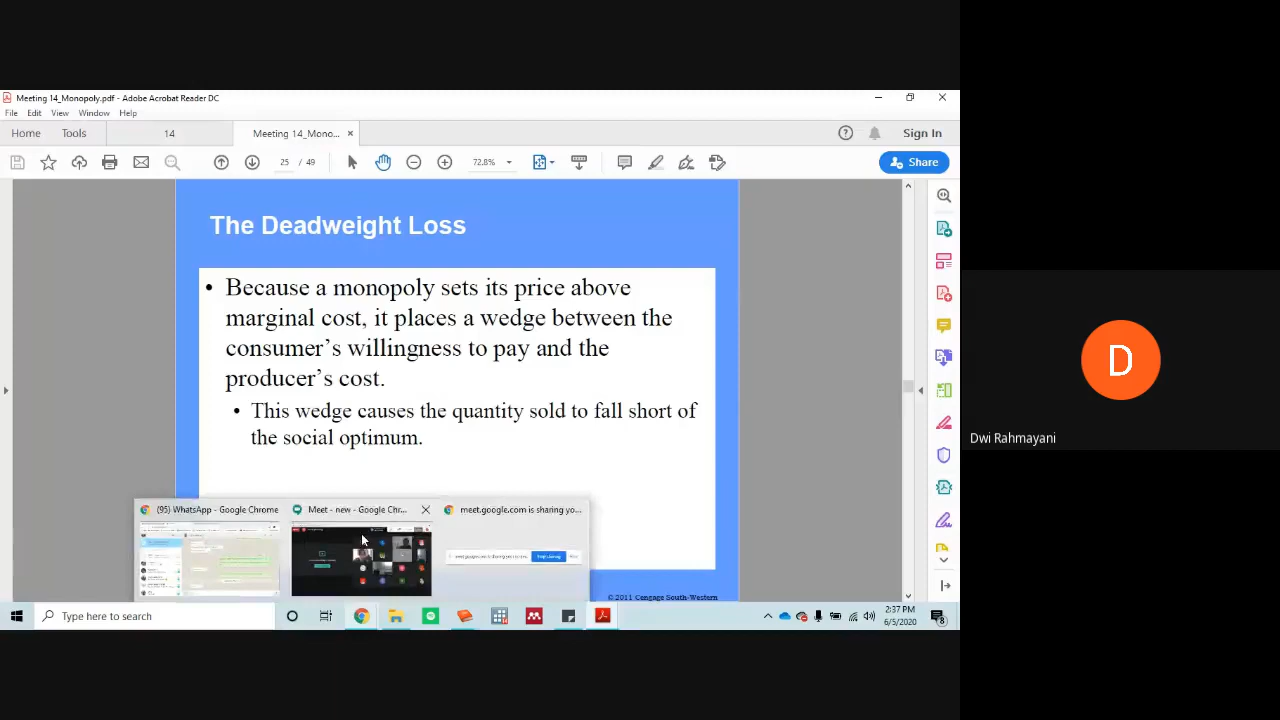 Meeting 14_Monopoly.pdf - Adobe Acrobat Reader DC
File Edit View Window Help
Home Tools 14 Meeting 14_Mono... × Sign In
25 / 49 72.8% Share
The Deadweight Loss
• Because a monopoly sets its price above
marginal cost, it places a wedge between the
consumer's willingness to pay and the
producer's cost.
• This wedge causes the quantity sold to fall short of
the social optimum.
D
Dwi Rahmayani
(95) WhatsApp - Google Chrome Meet - new - Google Chr... meet.google.com is sharing yo...
© 2011 Cengage South-Western
Type here to search
2:37 PM
6/5/2020
8